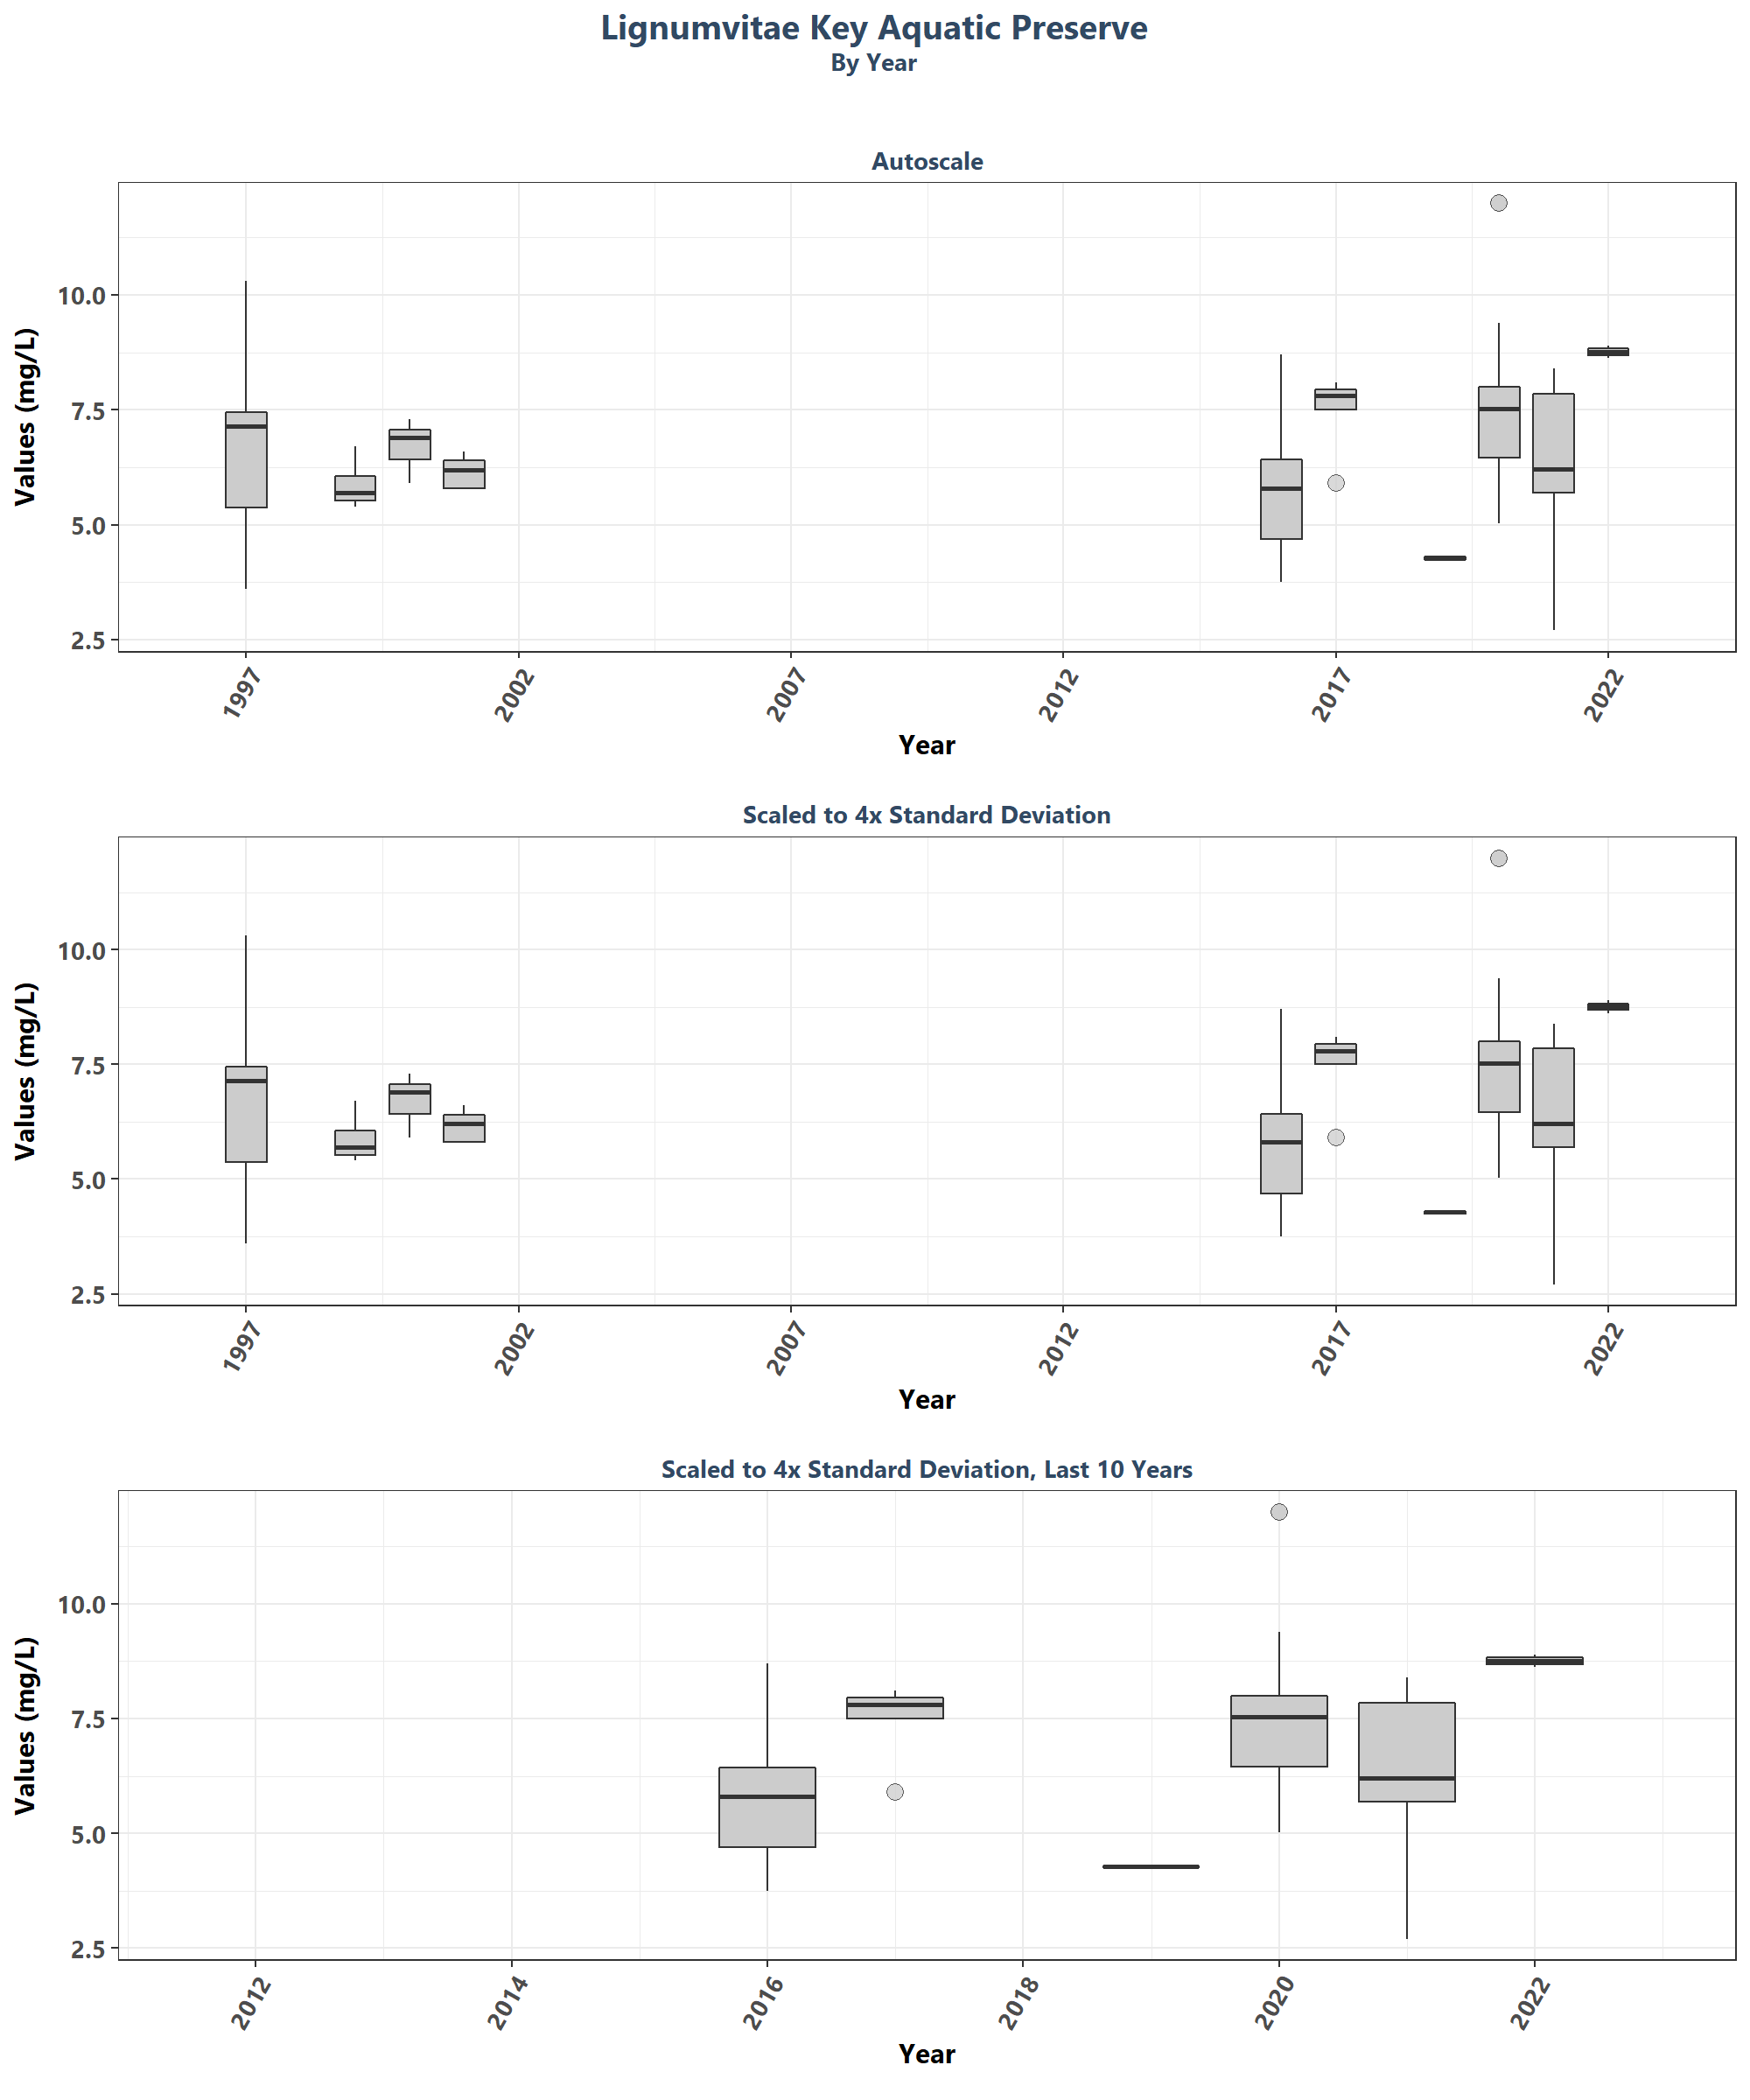 Lignumvitae Key Aquatic Preserve
By Year
Autoscale
Values (mg/L)
10.0
7.5
5.0
2.5
1997 2002 2007 2012 2017 2022
Year
Scaled to 4x Standard Deviation
Values (mg/L)
10.0
7.5
5.0
2.5
1997 2002 2007 2012 2017 2022
Year
Scaled to 4x Standard Deviation, Last 10 Years
Values (mg/L)
10.0
7.5
5.0
2.5
2012 2014 2016 2018 2020 2022
Year